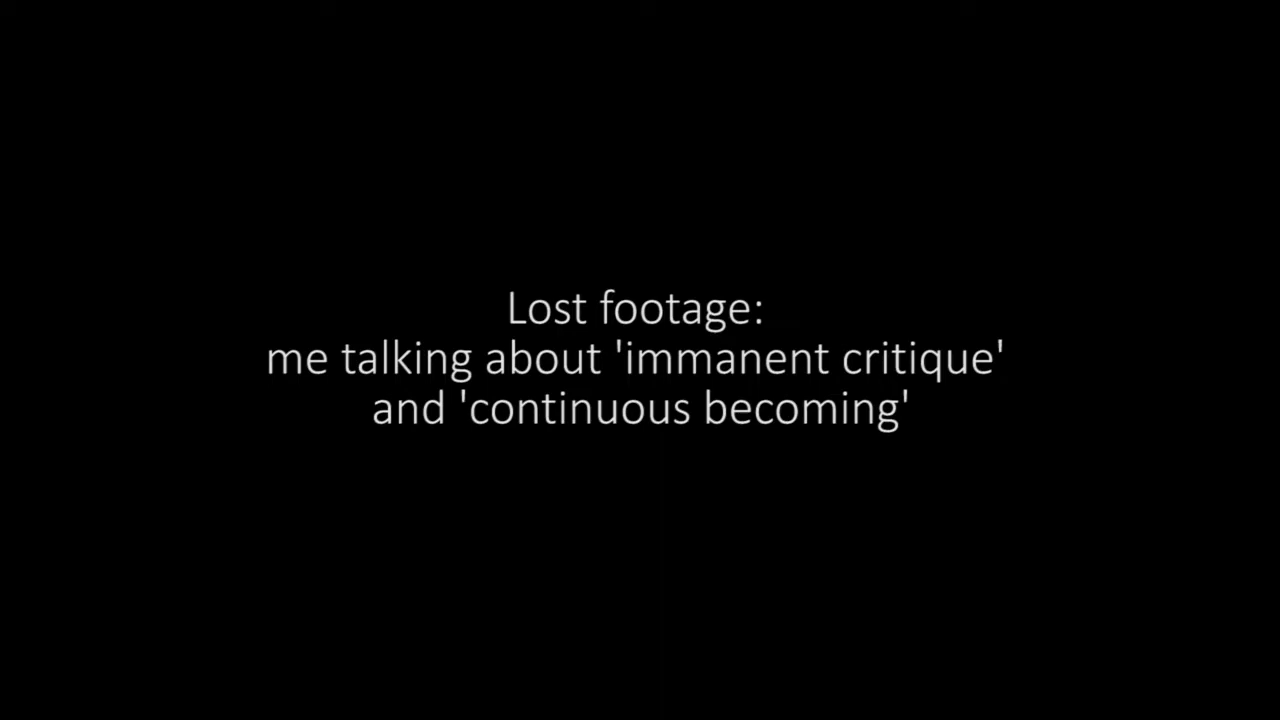 Lost footage:
me talking about 'immanent critique'
and 'continuous becoming'